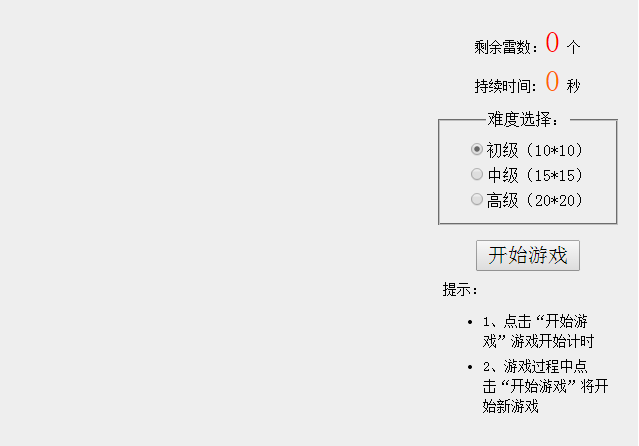 剩余雷数：0 个
持续时间：0 秒
难度选择：
初级（10*10）
中级（15*15）
高级（20*20）
开始游戏
提示：
• 1、点击“开始游
戏”游戏开始计时
• 2、游戏过程中点
击“开始游戏”将开
始新游戏